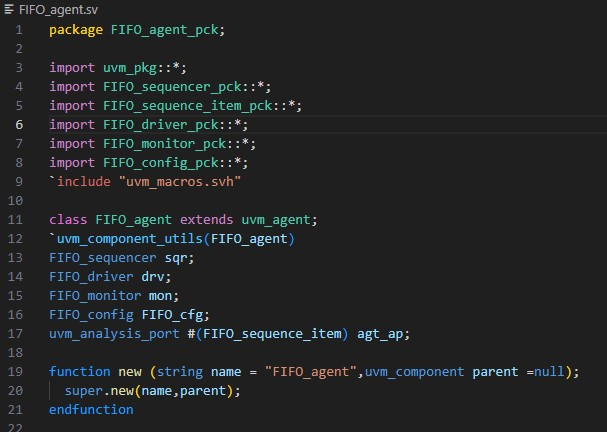 FIFO_agent.sv
1 package FIFO_agent_pck;
2
3 import uvm_pkg::*;
4 import FIFO_sequencer_pck::*;
5 import FIFO_sequence_item_pck::*;
6 import FIFO_driver_pck::*;
7 import FIFO_monitor_pck::*;
8 import FIFO_config_pck::*;
9 `include "uvm_macros.svh"
10
11 class FIFO_agent extends uvm_agent;
12 `uvm_component_utils(FIFO_agent)
13 FIFO_sequencer sqr;
14 FIFO_driver drv;
15 FIFO_monitor mon;
16 FIFO_config FIFO_cfg;
17 uvm_analysis_port #(FIFO_sequence_item) agt_ap;
18
19 function new (string name = "FIFO_agent",uvm_component parent =null);
20   super.new(name,parent);
21 endfunction
22